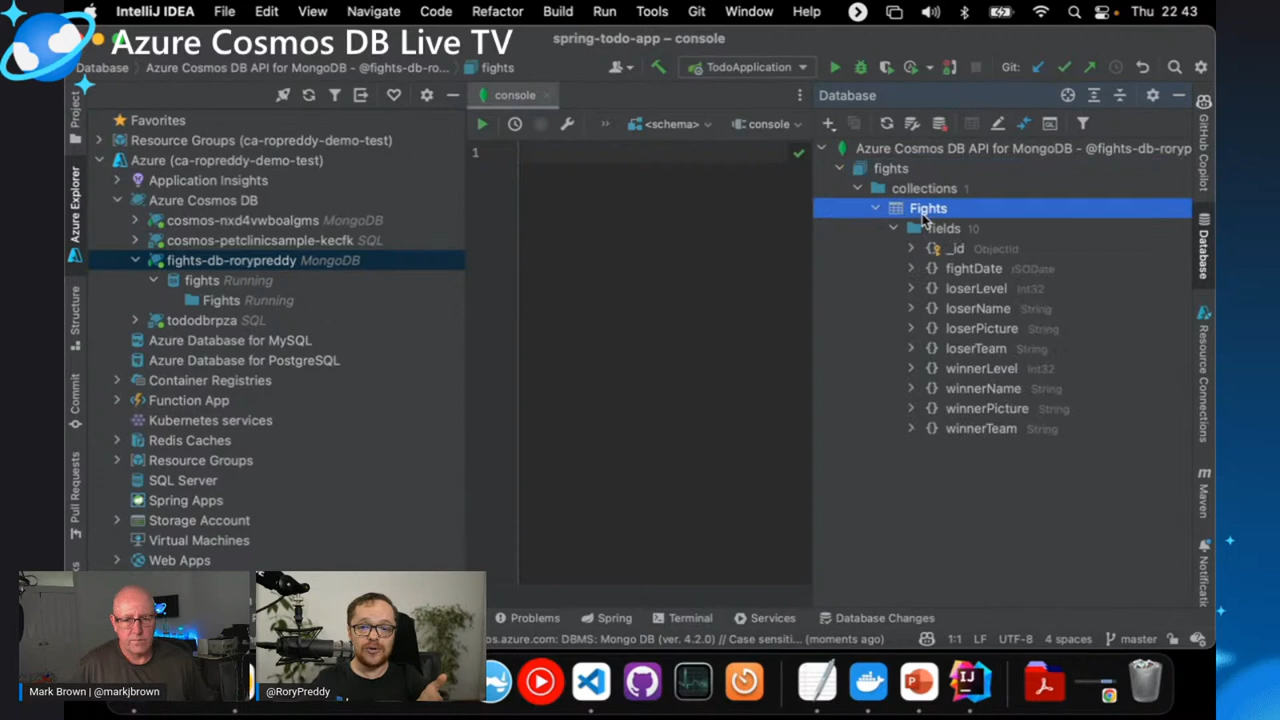 IntelliJ IDEA File Edit View Navigate Code Refactor Build Run Tools Git Window Help Thu 22 43
Azure Cosmos DB Live TV
spring-todo-app – console
Database Azure Cosmos DB API for MongoDB - @fights-db-ro... fights
TodoApplication
Git:
console
Database
Favorites
Resource Groups (ca-ropreddy-demo-test)
Azure (ca-ropreddy-demo-test)
Application Insights
Azure Cosmos DB
cosmos-nxd4vwboalgms MongoDB
cosmos-petclinicsample-kecfk SQL
fights-db-rorypreddy MongoDB
fights Running
Fights Running
tododbrpza SQL
Azure Database for MySQL
Azure Database for PostgreSQL
Container Registries
Function App
Kubernetes services
Redis Caches
Resource Groups
SQL Server
Spring Apps
Storage Account
Virtual Machines
Web Apps
<schema> console
1
Azure Cosmos DB API for MongoDB - @fights-db-roryp
fights
collections 1
Fights
fields 10
_id ObjectId
fightDate ISODate
loserLevel Int32
loserName String
loserPicture String
loserTeam String
winnerLevel Int32
winnerName String
winnerPicture String
winnerTeam String
Project
Azure Explorer
Structure
Commit
Pull Requests
GitHub Copilot
Database
Resource Connections
Maven
Notificatio
Problems Spring Terminal Services Database Changes
os.azure.com: DBMS: Mongo DB (ver. 4.2.0) // Case sensiti... (moments ago) 1:1 LF UTF-8 4 spaces master
Mark Brown | @markjbrown
@RoryPreddy